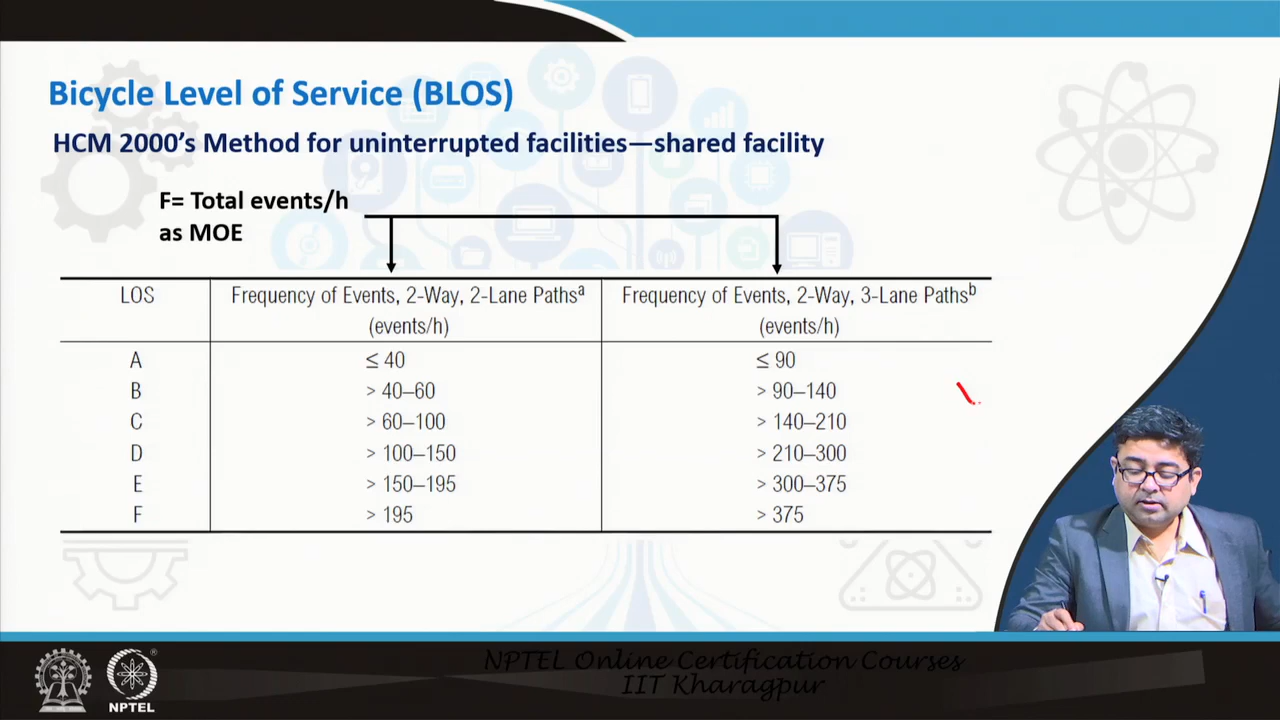 Bicycle Level of Service (BLOS)
HCM 2000's Method for uninterrupted facilities—shared facility
F= Total events/h
as MOE
LOS Frequency of Events, 2-Way, 2-Lane Pathsᵃ Frequency of Events, 2-Way, 3-Lane Pathsᵇ
(events/h) (events/h)
A ≤ 40 ≤ 90
B > 40–60 > 90–140
C > 60–100 > 140–210
D > 100–150 > 210–300
E > 150–195 > 300–375
F > 195 > 375
NPTEL Online Certification Courses
IIT Kharagpur
NPTEL